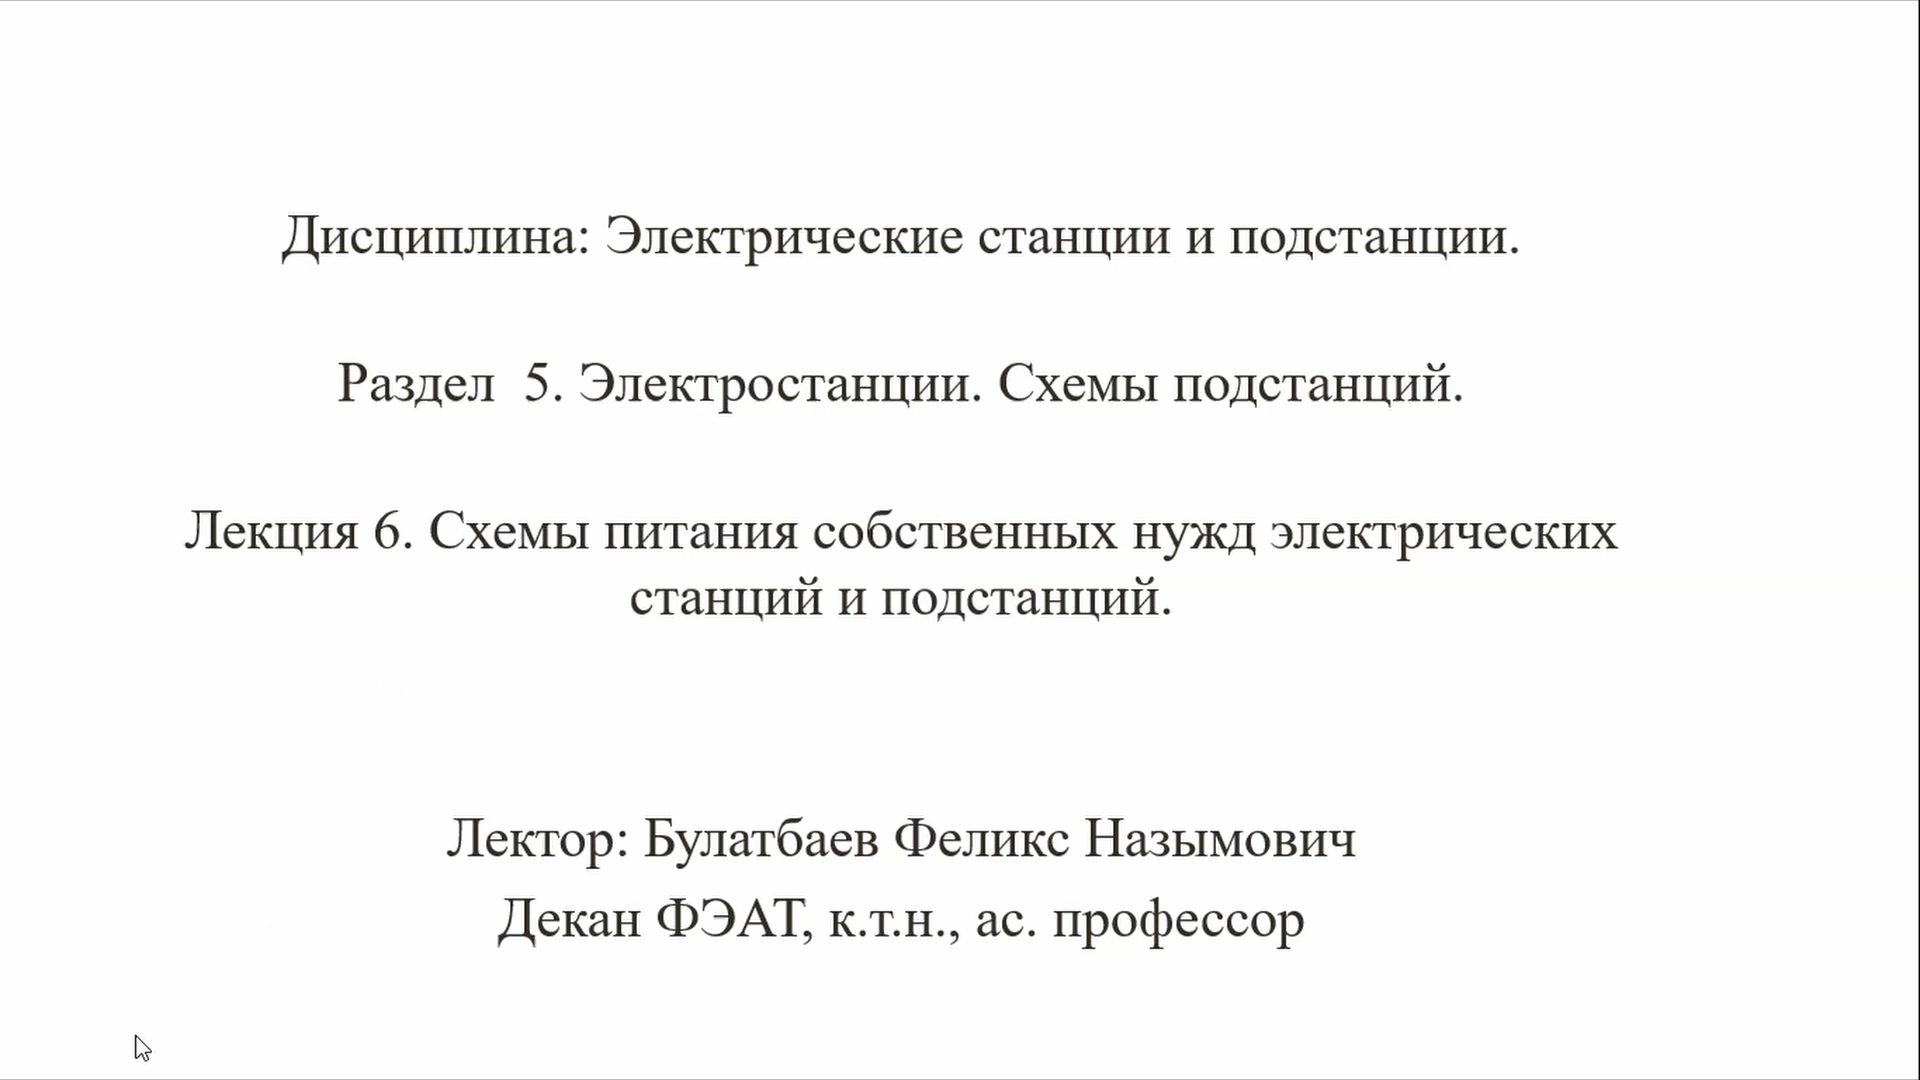 Дисциплина: Электрические станции и подстанции.
Раздел  5. Электростанции. Схемы подстанций.
Лекция 6. Схемы питания собственных нужд электрических
станций и подстанций.
Лектор: Булатбаев Феликс Назымович
Декан ФЭАТ, к.т.н., ас. профессор